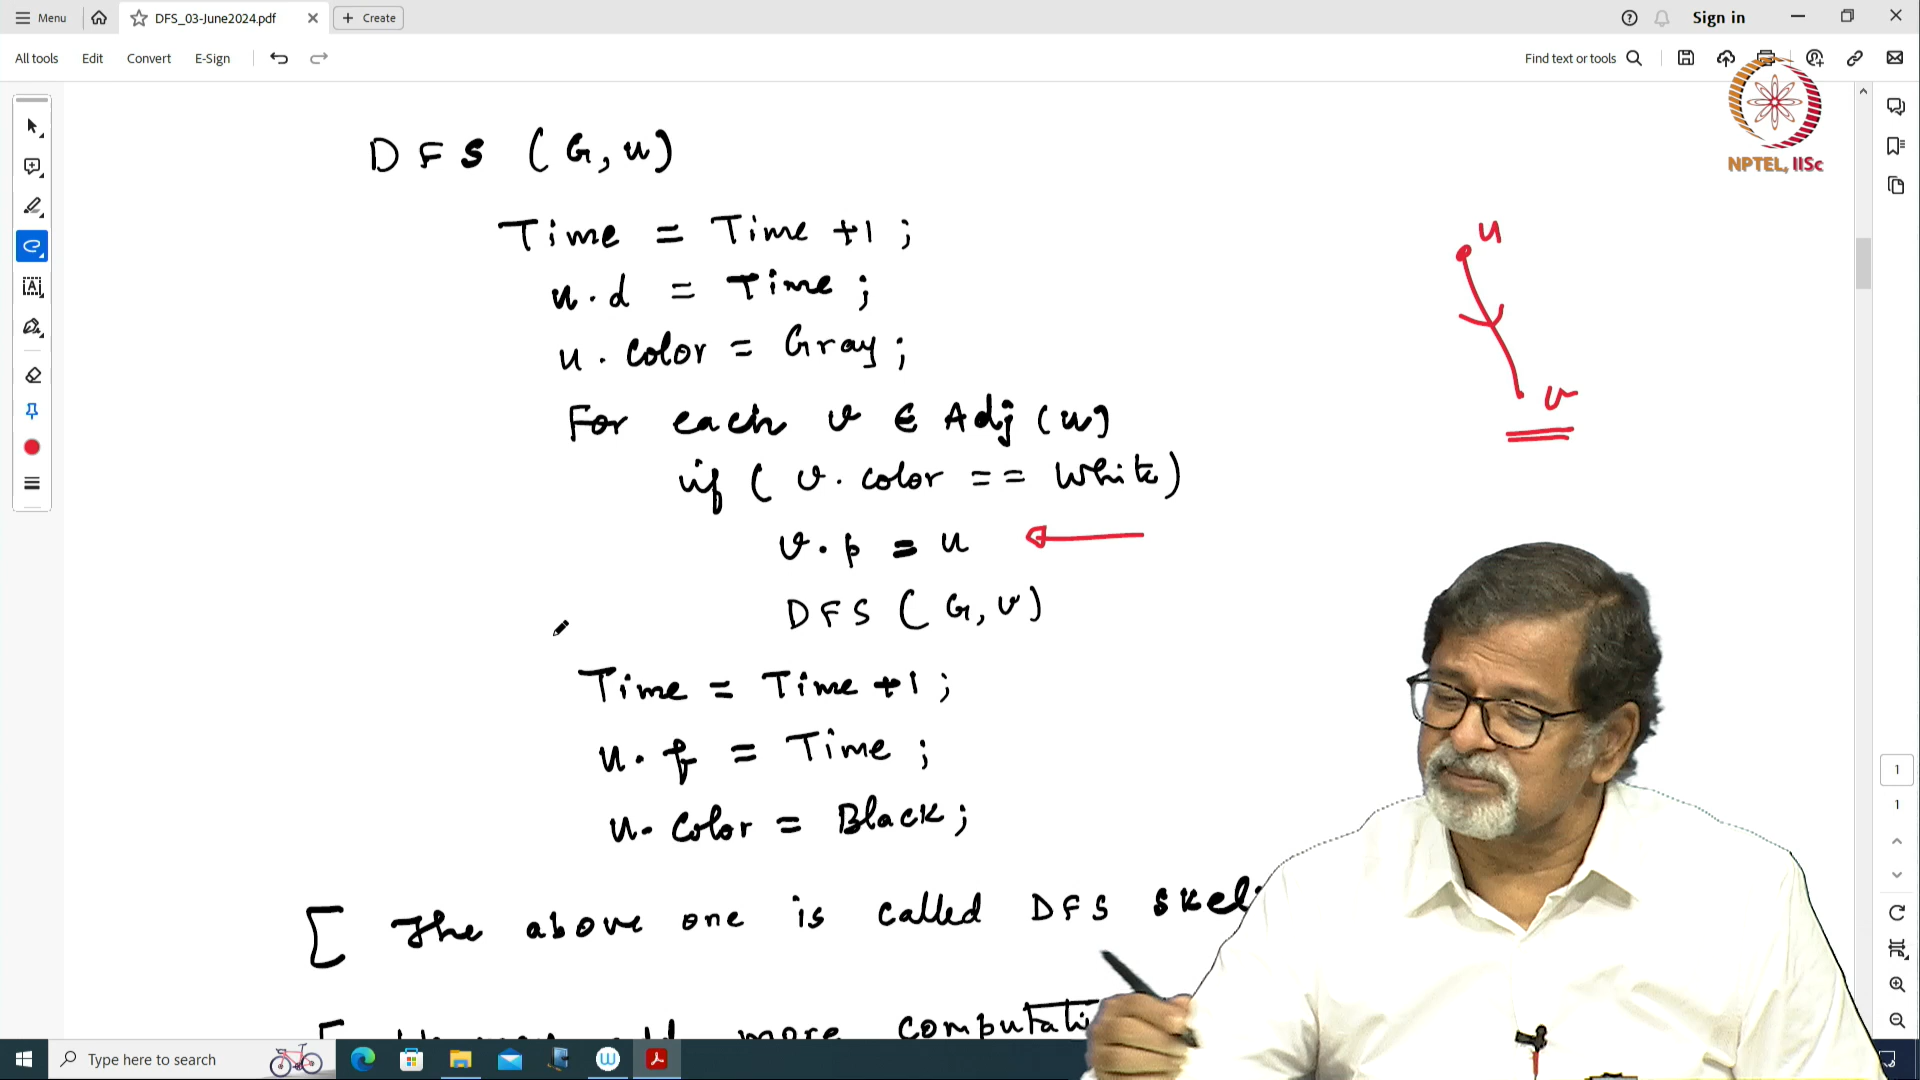 Menu
DFS_03-June2024.pdf
Create
Sign in
All tools Edit Convert E-Sign
Find text or tools
NPTEL, IISc
DFS (G, u)
Time = Time +1 ;
u.d = Time ;
u.color = Gray ;
For each v ∈ Adj (u)
if ( v.color == White)
v.p = u
DFS ( G, v)
Time = Time +1 ;
u.f = Time ;
u.color = Black ;
u
v
[ The above one is called DFS
more
1
1
Type here to search